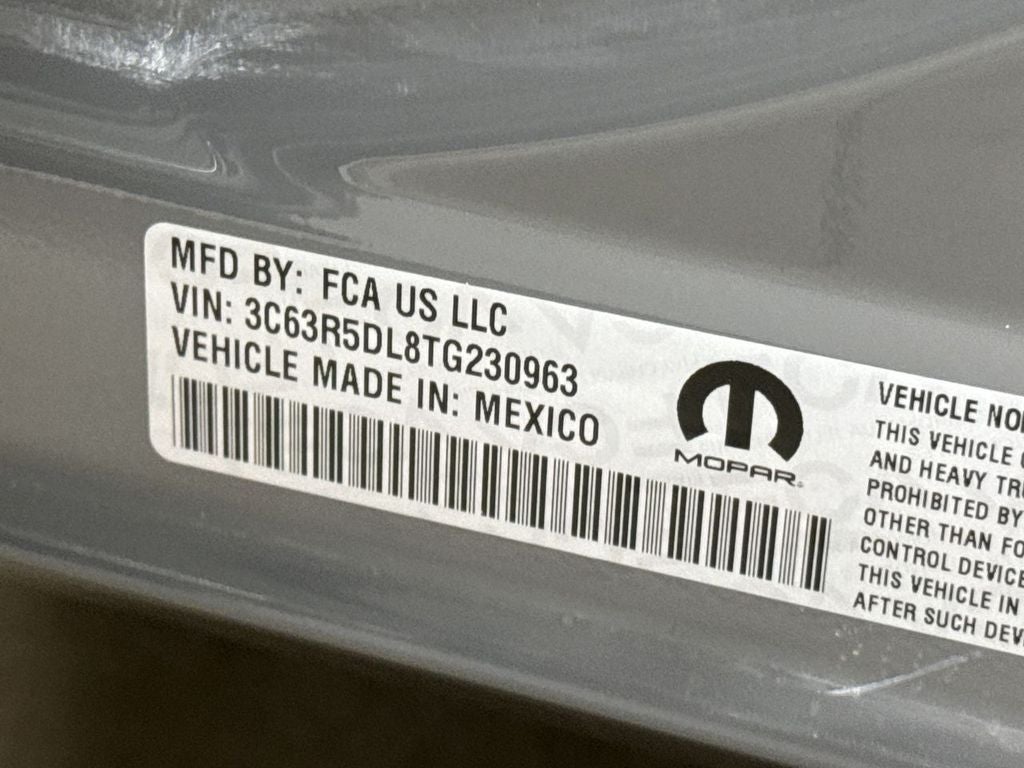 MFD BY: FCA US LLC
VIN: 3C63R5DL8TG230963
VEHICLE MADE IN: MEXICO
MOPAR
VEHICLE
THIS VEHICLE
AND HEAVY
PROHIBITED BY
OTHER THAN
CONTROL
THIS VEHICLE IN
AFTER SUCH